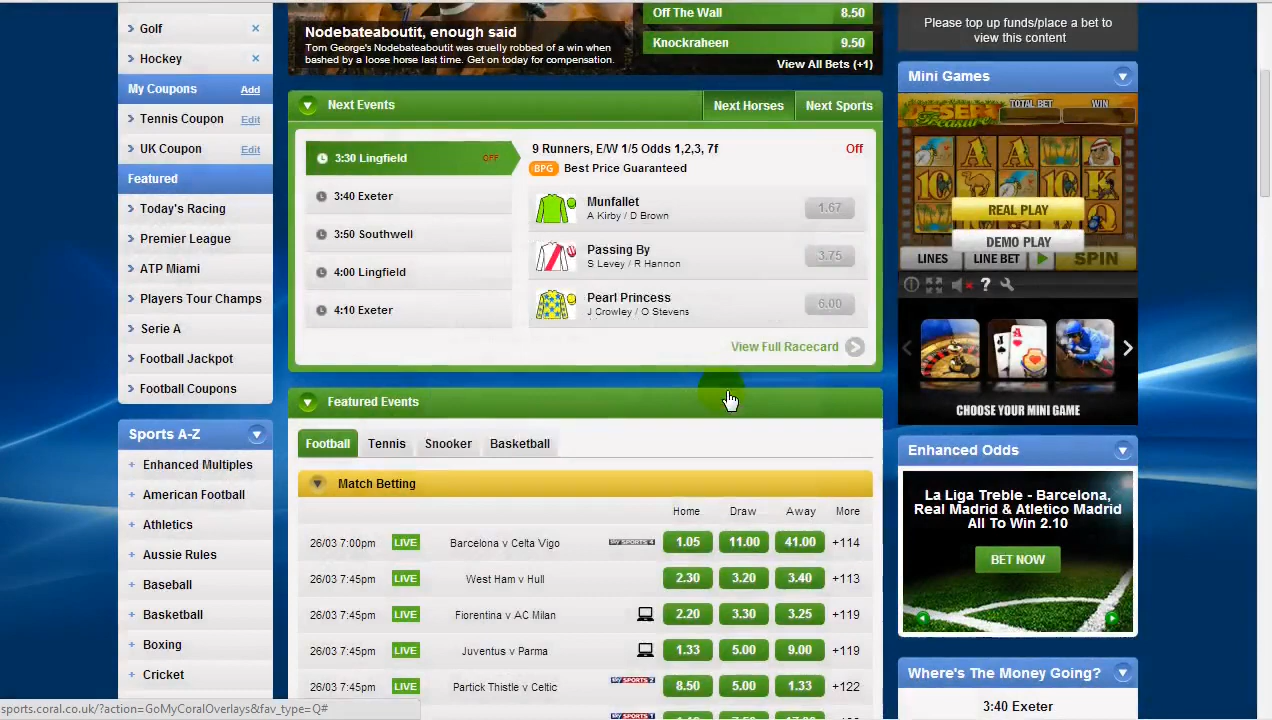 Golf
Hockey
My Coupons Add
Tennis Coupon Edit
UK Coupon Edit
Featured
Today's Racing
Premier League
ATP Miami
Players Tour Champs
Serie A
Football Jackpot
Football Coupons
Sports A-Z
Enhanced Multiples
American Football
Athletics
Aussie Rules
Baseball
Basketball
Boxing
Cricket
Nodebateaboutit, enough said
Tom George's Nodebateaboutit was cruelly robbed of a win when
bashed by a loose horse last time. Get on today for compensation.
Off The Wall 8.50
Knockraheen 9.50
View All Bets (+1)
Next Events Next Horses Next Sports
3:30 Lingfield OFF
3:40 Exeter
3:50 Southwell
4:00 Lingfield
4:10 Exeter
9 Runners, E/W 1/5 Odds 1,2,3, 7f Off
BPG Best Price Guaranteed
Munfallet
A Kirby / D Brown
1.67
Passing By
S Levey / R Hannon
3.75
Pearl Princess
J Crowley / O Stevens
6.00
View Full Racecard
Featured Events
Football Tennis Snooker Basketball
Match Betting
Home Draw Away More
26/03 7:00pm LIVE Barcelona v Celta Vigo SKY SPORTS 4 1.05 11.00 41.00 +114
26/03 7:45pm LIVE West Ham v Hull 2.30 3.20 3.40 +113
26/03 7:45pm LIVE Fiorentina v AC Milan 2.20 3.30 3.25 +119
26/03 7:45pm LIVE Juventus v Parma 1.33 5.00 9.00 +119
26/03 7:45pm LIVE Partick Thistle v Celtic SKY SPORTS 2 8.50 5.00 1.33 +122
SKY SPORTS 1
Please top up funds/place a bet to
view this content
Mini Games
TOTAL BET WIN
REAL PLAY
DEMO PLAY
LINES LINE BET SPIN
CHOOSE YOUR MINI GAME
Enhanced Odds
La Liga Treble - Barcelona,
Real Madrid & Atletico Madrid
All To Win 2.10
BET NOW
Where's The Money Going?
3:40 Exeter
sports.coral.co.uk/?action=GoMyCoralOverlays&fav_type=Q#